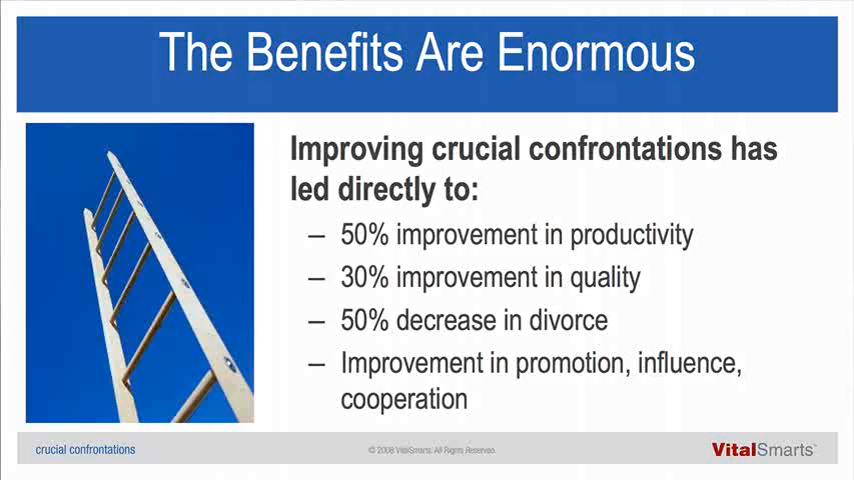 The Benefits Are Enormous
Improving crucial confrontations has
led directly to:
– 50% improvement in productivity
– 30% improvement in quality
– 50% decrease in divorce
– Improvement in promotion, influence,
cooperation
crucial confrontations
© 2008 VitalSmarts. All Rights Reserved.
VitalSmarts™